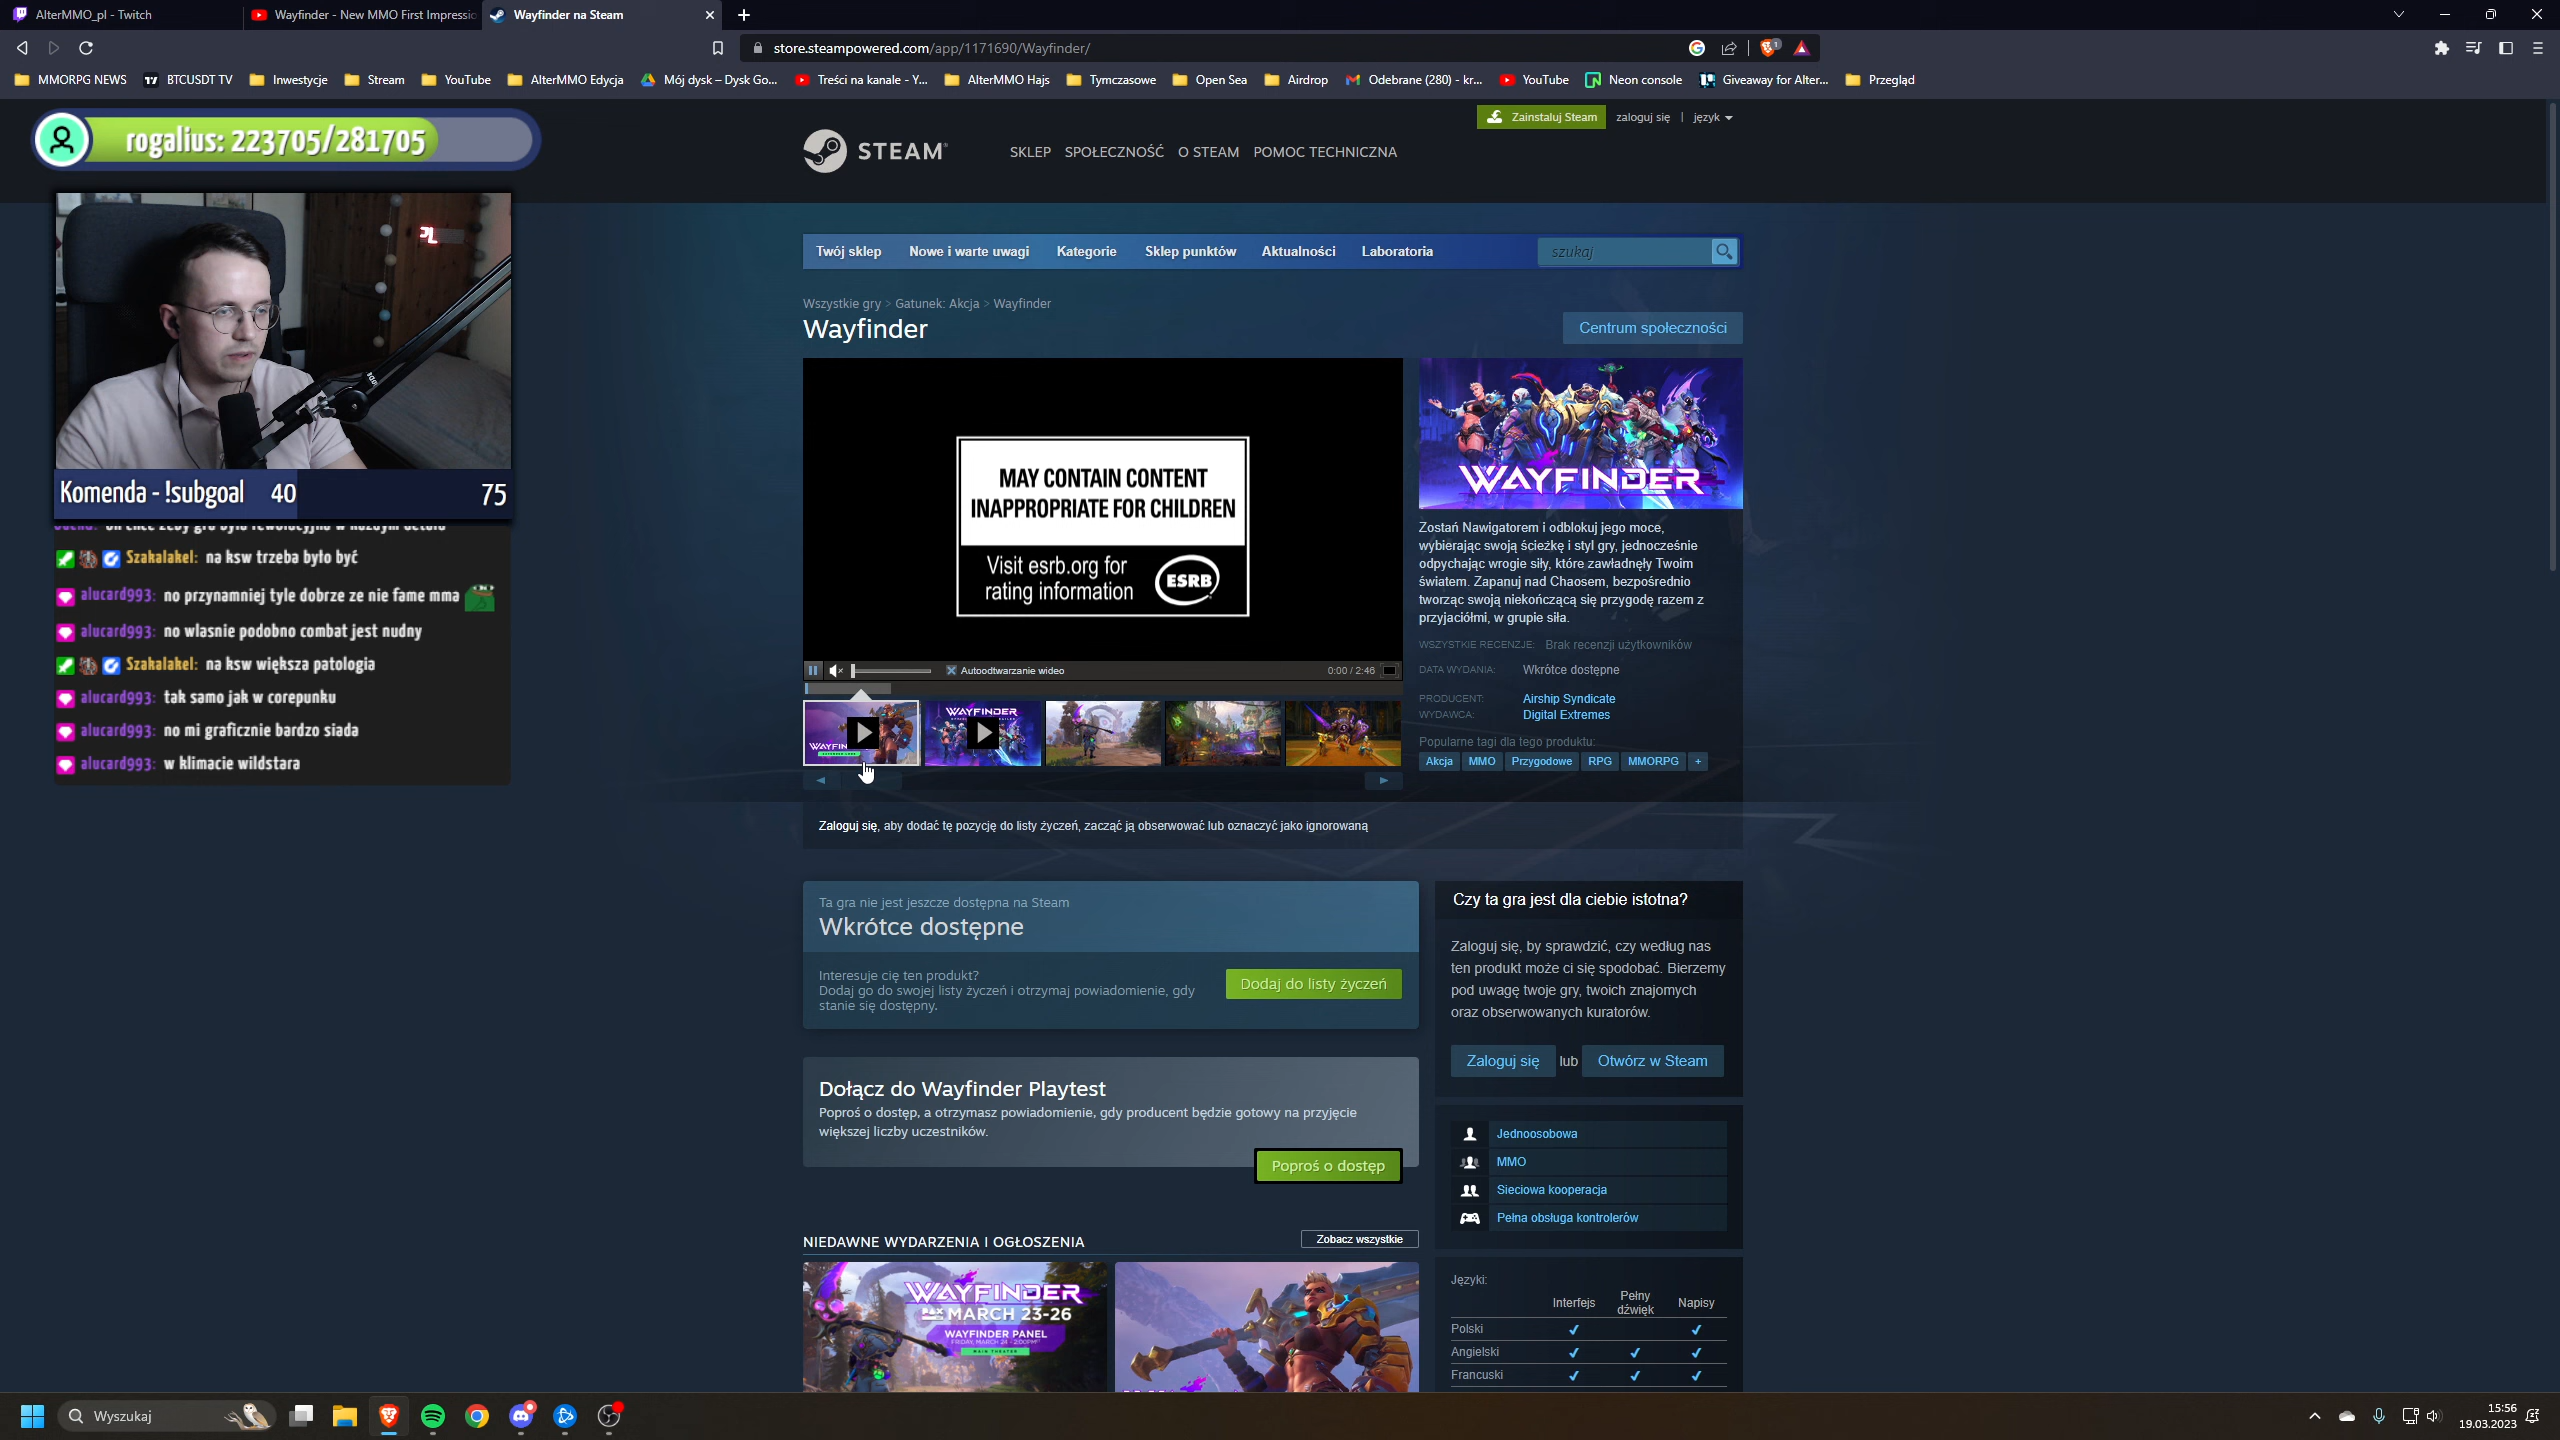 AlterMMO_pl - Twitch
Wayfinder - New MMO First Impressio
Wayfinder na Steam
store.steampowered.com/app/1171690/Wayfinder/
MMORPG NEWS
BTCUSDT TV
Inwestycje
Stream
YouTube
AlterMMO Edycja
Mój dysk – Dysk Go...
Treści na kanale - Y...
AlterMMO Hajs
Tymczasowe
Open Sea
Airdrop
Odebrane (280) - kr...
YouTube
Neon console
Giveaway for Alter...
Przegląd
rogalius: 223705/281705
Komenda - !subgoal 40 75
Szakalakel: na ksw trzeba było być
alucard993: no przynamniej tyle dobrze ze nie fame mma
alucard993: no wlasnie podobno combat jest nudny
Szakalakel: na ksw większa patologia
alucard993: tak samo jak w corepunku
alucard993: no mi graficznie bardzo siada
alucard993: w klimacie wildstara
Zainstaluj Steam
zaloguj się | język
STEAM
SKLEP SPOŁECZNOŚĆ O STEAM POMOC TECHNICZNA
Twój sklep Nowe i warte uwagi Kategorie Sklep punktów Aktualności Laboratoria
szukaj
Wszystkie gry > Gatunek: Akcja > Wayfinder
Wayfinder
Centrum społeczności
MAY CONTAIN CONTENT
INAPPROPRIATE FOR CHILDREN
Visit esrb.org for
rating information
ESRB
Autoodtwarzanie wideo
0:00 / 2:46
WAYFINDER
WAYFINDER
Zostań Nawigatorem i odblokuj jego moce,
wybierając swoją ścieżkę i styl gry, jednocześnie
odpychając wrogie siły, które zawładnęły Twoim
światem. Zapanuj nad Chaosem, bezpośrednio
tworząc swoją niekończącą się przygodę razem z
przyjaciółmi, w grupie siła.
WSZYSTKIE RECENZJE: Brak recenzji użytkowników
DATA WYDANIA: Wkrótce dostępne
PRODUCENT: Airship Syndicate
WYDAWCA: Digital Extremes
Popularne tagi dla tego produktu:
Akcja MMO Przygodowe RPG MMORPG +
Zaloguj się, aby dodać tę pozycję do listy życzeń, zacząć ją obserwować lub oznaczyć jako ignorowaną
Ta gra nie jest jeszcze dostępna na Steam
Wkrótce dostępne
Interesuje cię ten produkt?
Dodaj go do swojej listy życzeń i otrzymaj powiadomienie, gdy
stanie się dostępny.
Dodaj do listy życzeń
Dołącz do Wayfinder Playtest
Poproś o dostęp, a otrzymasz powiadomienie, gdy producent będzie gotowy na przyjęcie
większej liczby uczestników.
Poproś o dostęp
NIEDAWNE WYDARZENIA I OGŁOSZENIA
Zobacz wszystkie
WAYFINDER
PAX MARCH 23-26
WAYFINDER PANEL
FRIDAY, MARCH 24 - 2:00PM
MAIN THEATER
Czy ta gra jest dla ciebie istotna?
Zaloguj się, by sprawdzić, czy według nas
ten produkt może ci się spodobać. Bierzemy
pod uwagę twoje gry, twoich znajomych
oraz obserwowanych kuratorów.
Zaloguj się lub Otwórz w Steam
Jednoosobowa
MMO
Sieciowa kooperacja
Pełna obsługa kontrolerów
Języki:
Interfejs Pełny dźwięk Napisy
Polski
Angielski
Francuski
Wyszukaj
15:56
19.03.2023